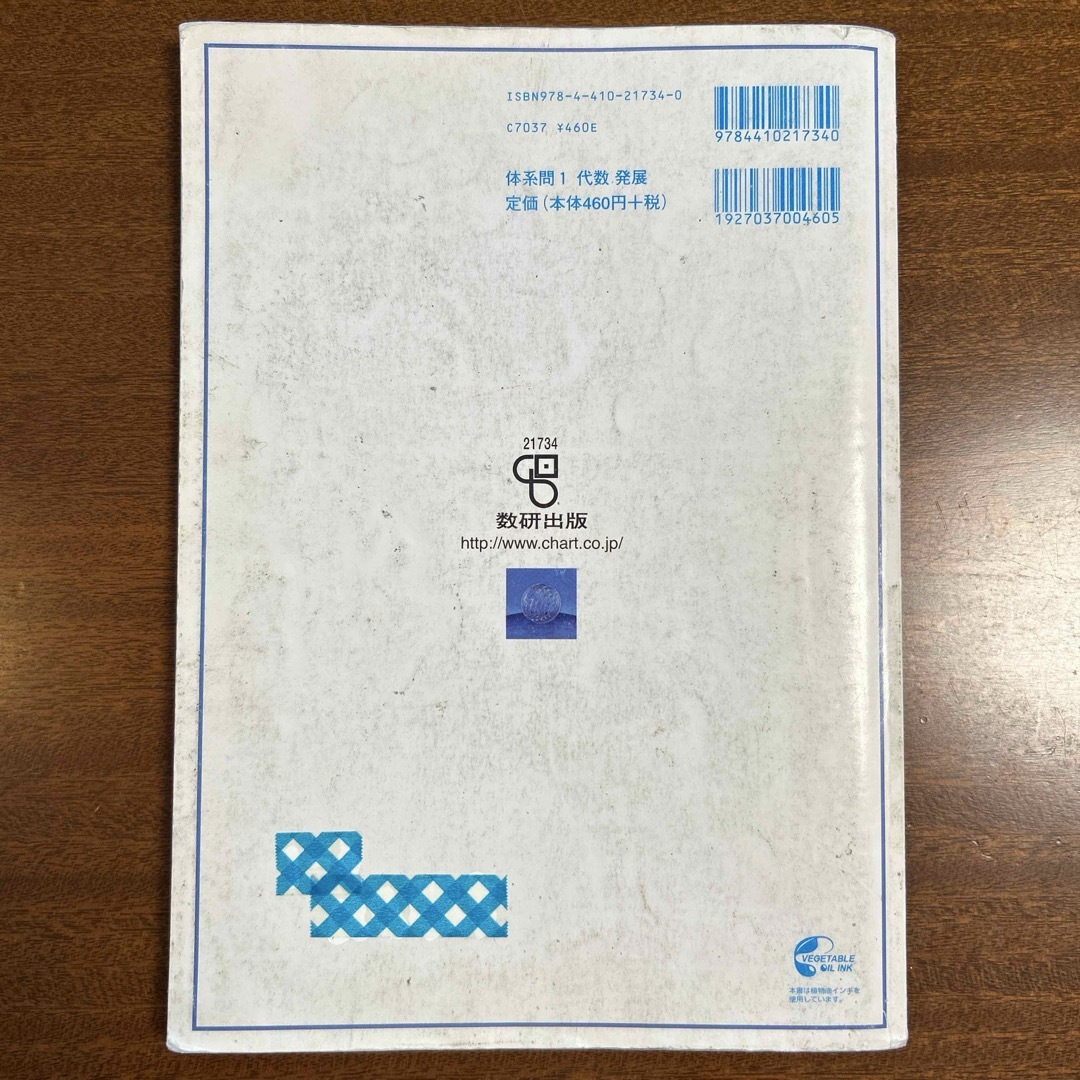 ISBN978-4-410-21734-0
C7037 ¥460E
9784410217340
体系問1 代数 発展
定価(本体460円+税)
1927037004605
21734
数研出版
http://www.chart.co.jp/
VEGETABLE
OIL INK
本書は植物油インキを
使用しています。